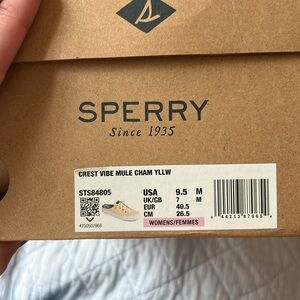 SPERRY
Since 1935
CREST VIBE MULE CHAM YLLW
STS84805
USA 9.5 M
UK/GB 7 M
EUR 40.5
CM 26.5
WOMENS/FEMMES
4700507968